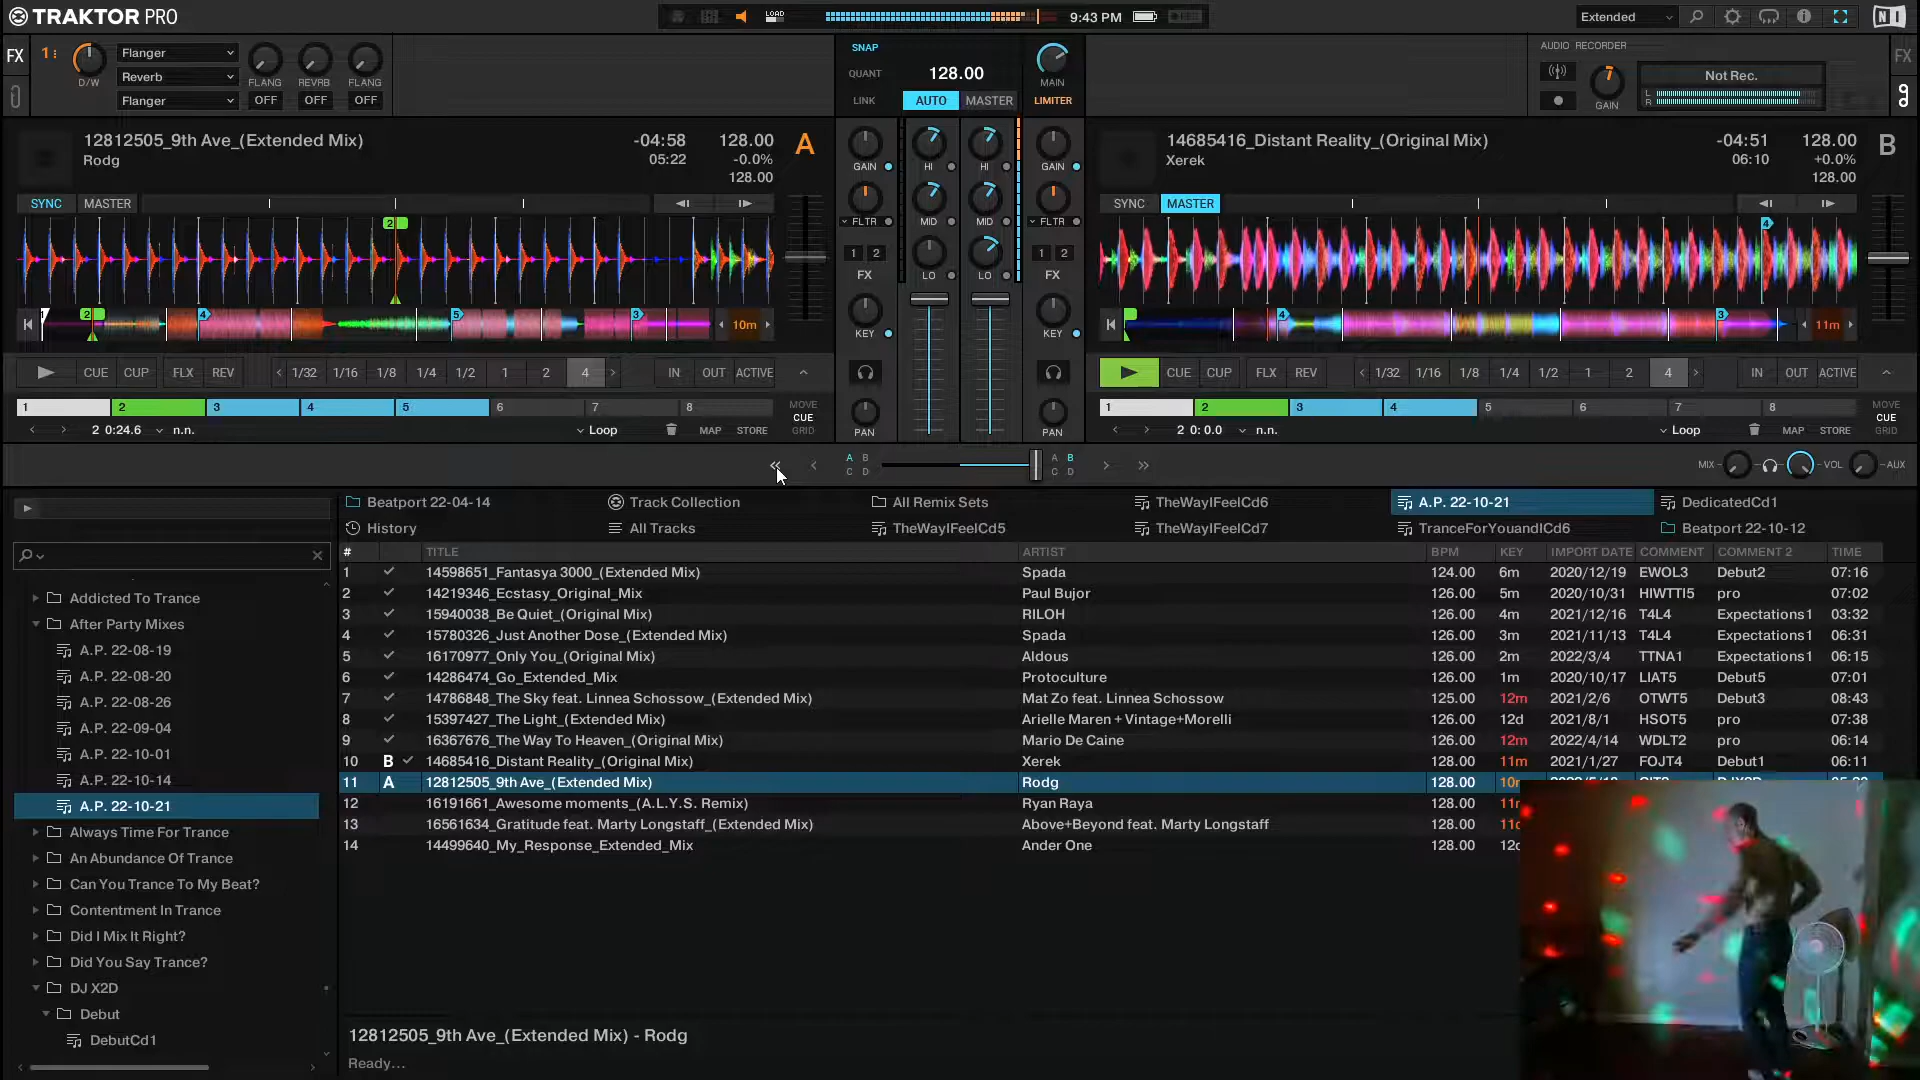 TRAKTOR PRO
LOAD
9:43 PM
Extended
FX
1
D/W
Flanger
Reverb
Flanger
FLANG
REVRB
FLANG
OFF
OFF
OFF
SNAP
QUANT
LINK
128.00
AUTO
MASTER
MAIN
LIMITER
AUDIO RECORDER
GAIN
Not Rec.
L
R
FX
12812505_9th Ave_(Extended Mix)
Rodg
-04:58
05:22
128.00
-0.0%
128.00
A
SYNC
MASTER
2
2
4
5
3
10m
CUE
CUP
FLX
REV
1/32
1/16
1/8
1/4
1/2
1
2
4
IN
OUT
ACTIVE
1
2
3
4
5
6
7
8
MOVE
CUE
GRID
2 0:24.6
n.n.
Loop
MAP
STORE
GAIN
HI
HI
GAIN
FLTR
MID
MID
FLTR
1 2
FX
LO
LO
1 2
FX
KEY
KEY
PAN
PAN
14685416_Distant Reality_(Original Mix)
Xerek
-04:51
06:10
128.00
+0.0%
128.00
B
SYNC
MASTER
4
4
3
11m
CUE
CUP
FLX
REV
1/32
1/16
1/8
1/4
1/2
1
2
4
IN
OUT
ACTIVE
1
2
3
4
5
6
7
8
MOVE
CUE
GRID
2 0: 0.0
n.n.
Loop
MAP
STORE
A B
C D
A B
C D
MIX
VOL
AUX
Beatport 22-04-14
Track Collection
All Remix Sets
TheWayIFeelCd6
A.P. 22-10-21
DedicatedCd1
History
All Tracks
TheWayIFeelCd5
TheWayIFeelCd7
TranceForYouandICd6
Beatport 22-10-12
Addicted To Trance
After Party Mixes
A.P. 22-08-19
A.P. 22-08-20
A.P. 22-08-26
A.P. 22-09-04
A.P. 22-10-01
A.P. 22-10-14
A.P. 22-10-21
Always Time For Trance
An Abundance Of Trance
Can You Trance To My Beat?
Contentment In Trance
Did I Mix It Right?
Did You Say Trance?
DJ X2D
Debut
DebutCd1
# TITLE ARTIST BPM KEY IMPORT DATE COMMENT COMMENT 2 TIME
1 14598651_Fantasya 3000_(Extended Mix) Spada 124.00 6m 2020/12/19 EWOL3 Debut2 07:16
2 14219346_Ecstasy_Original_Mix Paul Bujor 126.00 5m 2020/10/31 HIWTTI5 pro 07:02
3 15940038_Be Quiet_(Original Mix) RILOH 126.00 4m 2021/12/16 T4L4 Expectations1 03:32
4 15780326_Just Another Dose_(Extended Mix) Spada 126.00 3m 2021/11/13 T4L4 Expectations1 06:31
5 16170977_Only You_(Original Mix) Aldous 126.00 2m 2022/3/4 TTNA1 Expectations1 06:15
6 14286474_Go_Extended_Mix Protoculture 126.00 1m 2020/10/17 LIAT5 Debut5 07:01
7 14786848_The Sky feat. Linnea Schossow_(Extended Mix) Mat Zo feat. Linnea Schossow 125.00 12m 2021/2/6 OTWT5 Debut3 08:43
8 15397427_The Light_(Extended Mix) Arielle Maren + Vintage+Morelli 126.00 12d 2021/8/1 HSOT5 pro 07:38
9 16367676_The Way To Heaven_(Original Mix) Mario De Caine 126.00 12m 2022/4/14 WDLT2 pro 06:14
10 B 14685416_Distant Reality_(Original Mix) Xerek 128.00 11m 2021/1/27 FOJT4 Debut1 06:11
11 A 12812505_9th Ave_(Extended Mix) Rodg 128.00
12 16191661_Awesome moments_(A.L.Y.S. Remix) Ryan Raya 128.00
13 16561634_Gratitude feat. Marty Longstaff_(Extended Mix) Above+Beyond feat. Marty Longstaff 128.00
14 14499640_My_Response_Extended_Mix Ander One 128.00
12812505_9th Ave_(Extended Mix) - Rodg
Ready...